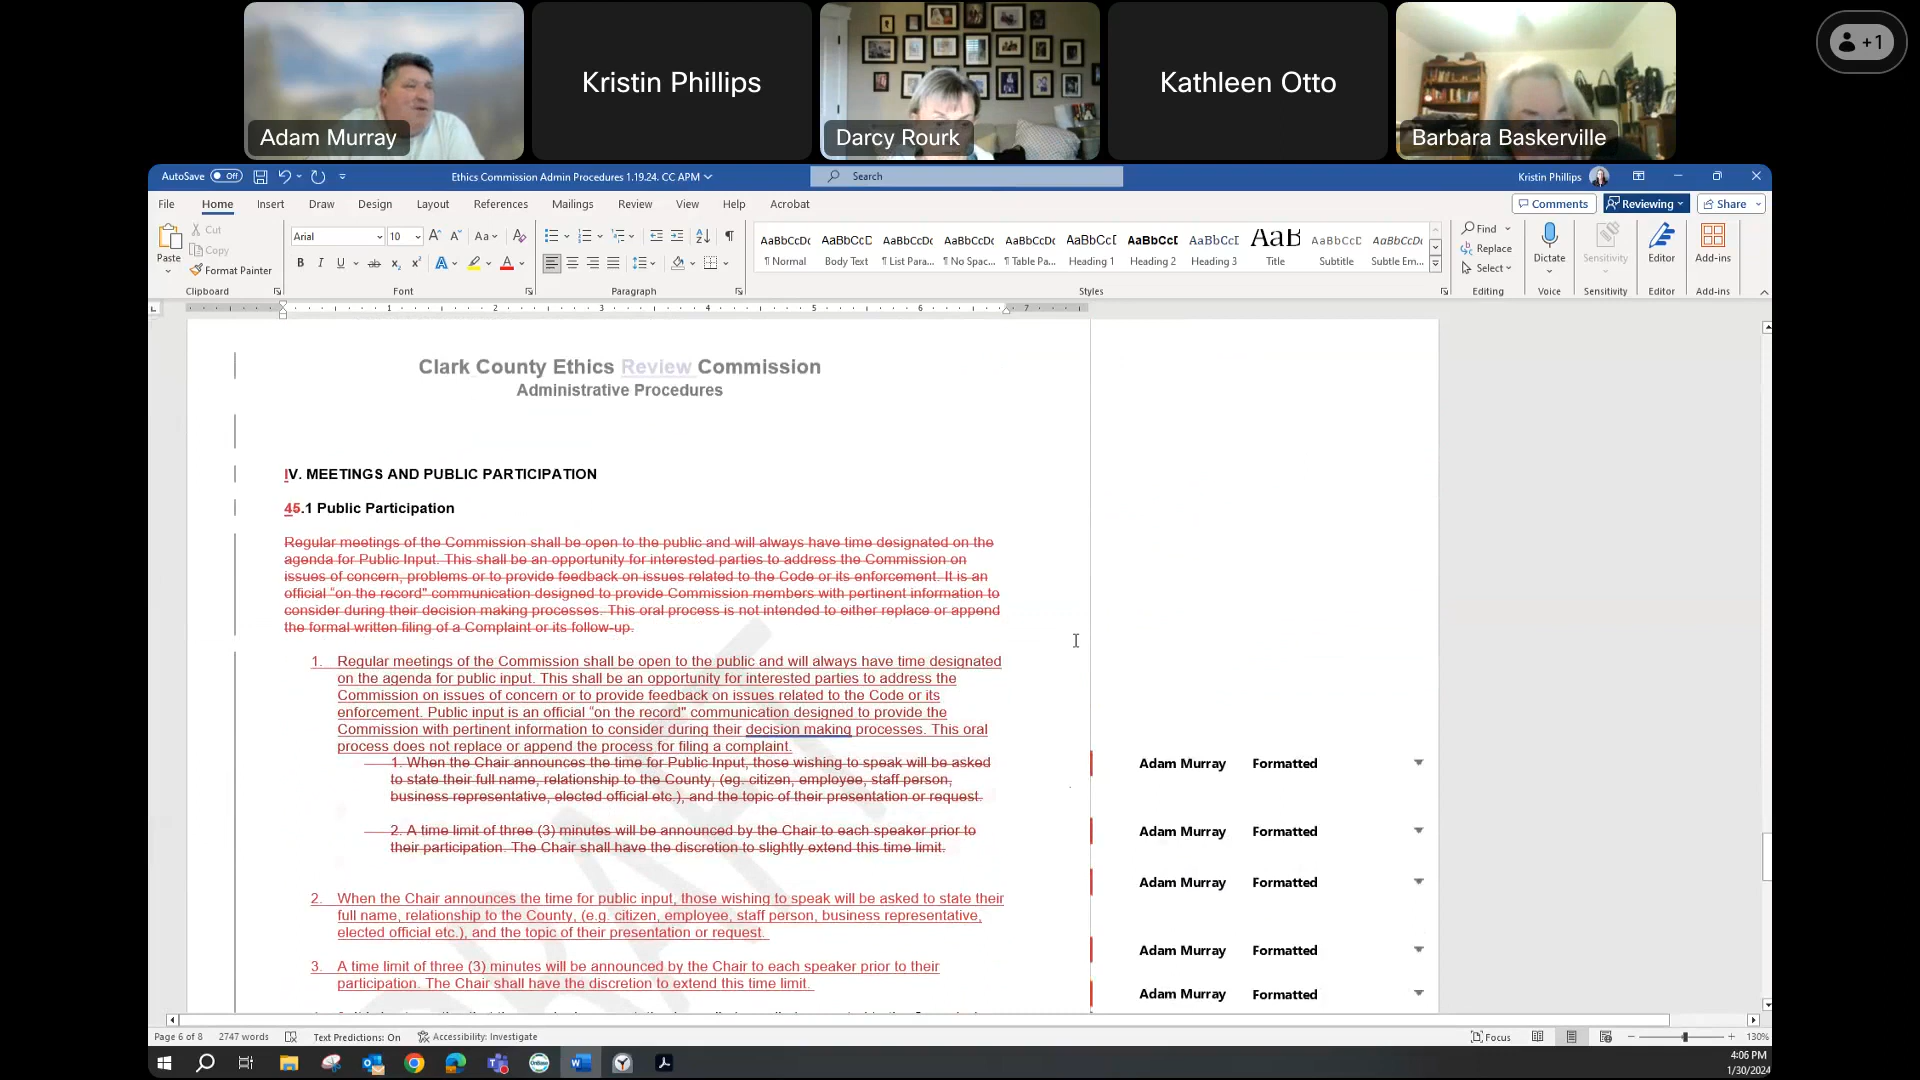 Adam Murray
Kristin Phillips
Darcy Rourk
Kathleen Otto
Barbara Baskerville
+1
AutoSave Off
Ethics Commission Admin Procedures 1.19.24. CC APM
Search
Kristin Phillips
File Home Insert Draw Design Layout References Mailings Review View Help Acrobat
Comments Reviewing Share
Paste
Cut
Copy
Format Painter
Clipboard
Arial 10
Font
Paragraph
AaBbCcDc AaBbCcD AaBbCcDc AaBbCcDc AaBbCcDc AaBbCcI AaBbCcI AaBbCcI AaB AaBbCcD AaBbCcDc
¶ Normal Body Text ¶ List Para... ¶ No Spac... ¶ Table Pa... Heading 1 Heading 2 Heading 3 Title Subtitle Subtle Em...
Styles
Find
Replace
Select
Editing
Dictate
Voice
Sensitivity
Sensitivity
Editor
Editor
Add-ins
Add-ins
1 2 3 4 5 6 7
Clark County Ethics Review Commission
Administrative Procedures
IV. MEETINGS AND PUBLIC PARTICIPATION
45.1 Public Participation
Regular meetings of the Commission shall be open to the public and will always have time designated on the
agenda for Public Input. This shall be an opportunity for interested parties to address the Commission on
issues of concern, problems or to provide feedback on issues related to the Code or its enforcement. It is an
official "on the record" communication designed to provide Commission members with pertinent information to
consider during their decision making processes. This oral process is not intended to either replace or append
the formal written filing of a Complaint or its follow-up.
1. Regular meetings of the Commission shall be open to the public and will always have time designated
on the agenda for public input. This shall be an opportunity for interested parties to address the
Commission on issues of concern or to provide feedback on issues related to the Code or its
enforcement. Public input is an official "on the record" communication designed to provide the
Commission with pertinent information to consider during their decision making processes. This oral
process does not replace or append the process for filing a complaint.
1. When the Chair announces the time for Public Input, those wishing to speak will be asked
to state their full name, relationship to the County, (eg. citizen, employee, staff person,
business representative, elected official etc.), and the topic of their presentation or request.
2. A time limit of three (3) minutes will be announced by the Chair to each speaker prior to
their participation. The Chair shall have the discretion to slightly extend this time limit.
2. When the Chair announces the time for public input, those wishing to speak will be asked to state their
full name, relationship to the County, (e.g. citizen, employee, staff person, business representative,
elected official etc.), and the topic of their presentation or request.
3. A time limit of three (3) minutes will be announced by the Chair to each speaker prior to their
participation. The Chair shall have the discretion to extend this time limit.
Adam Murray Formatted
Adam Murray Formatted
Adam Murray Formatted
Adam Murray Formatted
Adam Murray Formatted
DRAFT
Page 6 of 8 2747 words Text Predictions: On Accessibility: Investigate
Focus 130%
4:06 PM
1/30/2024